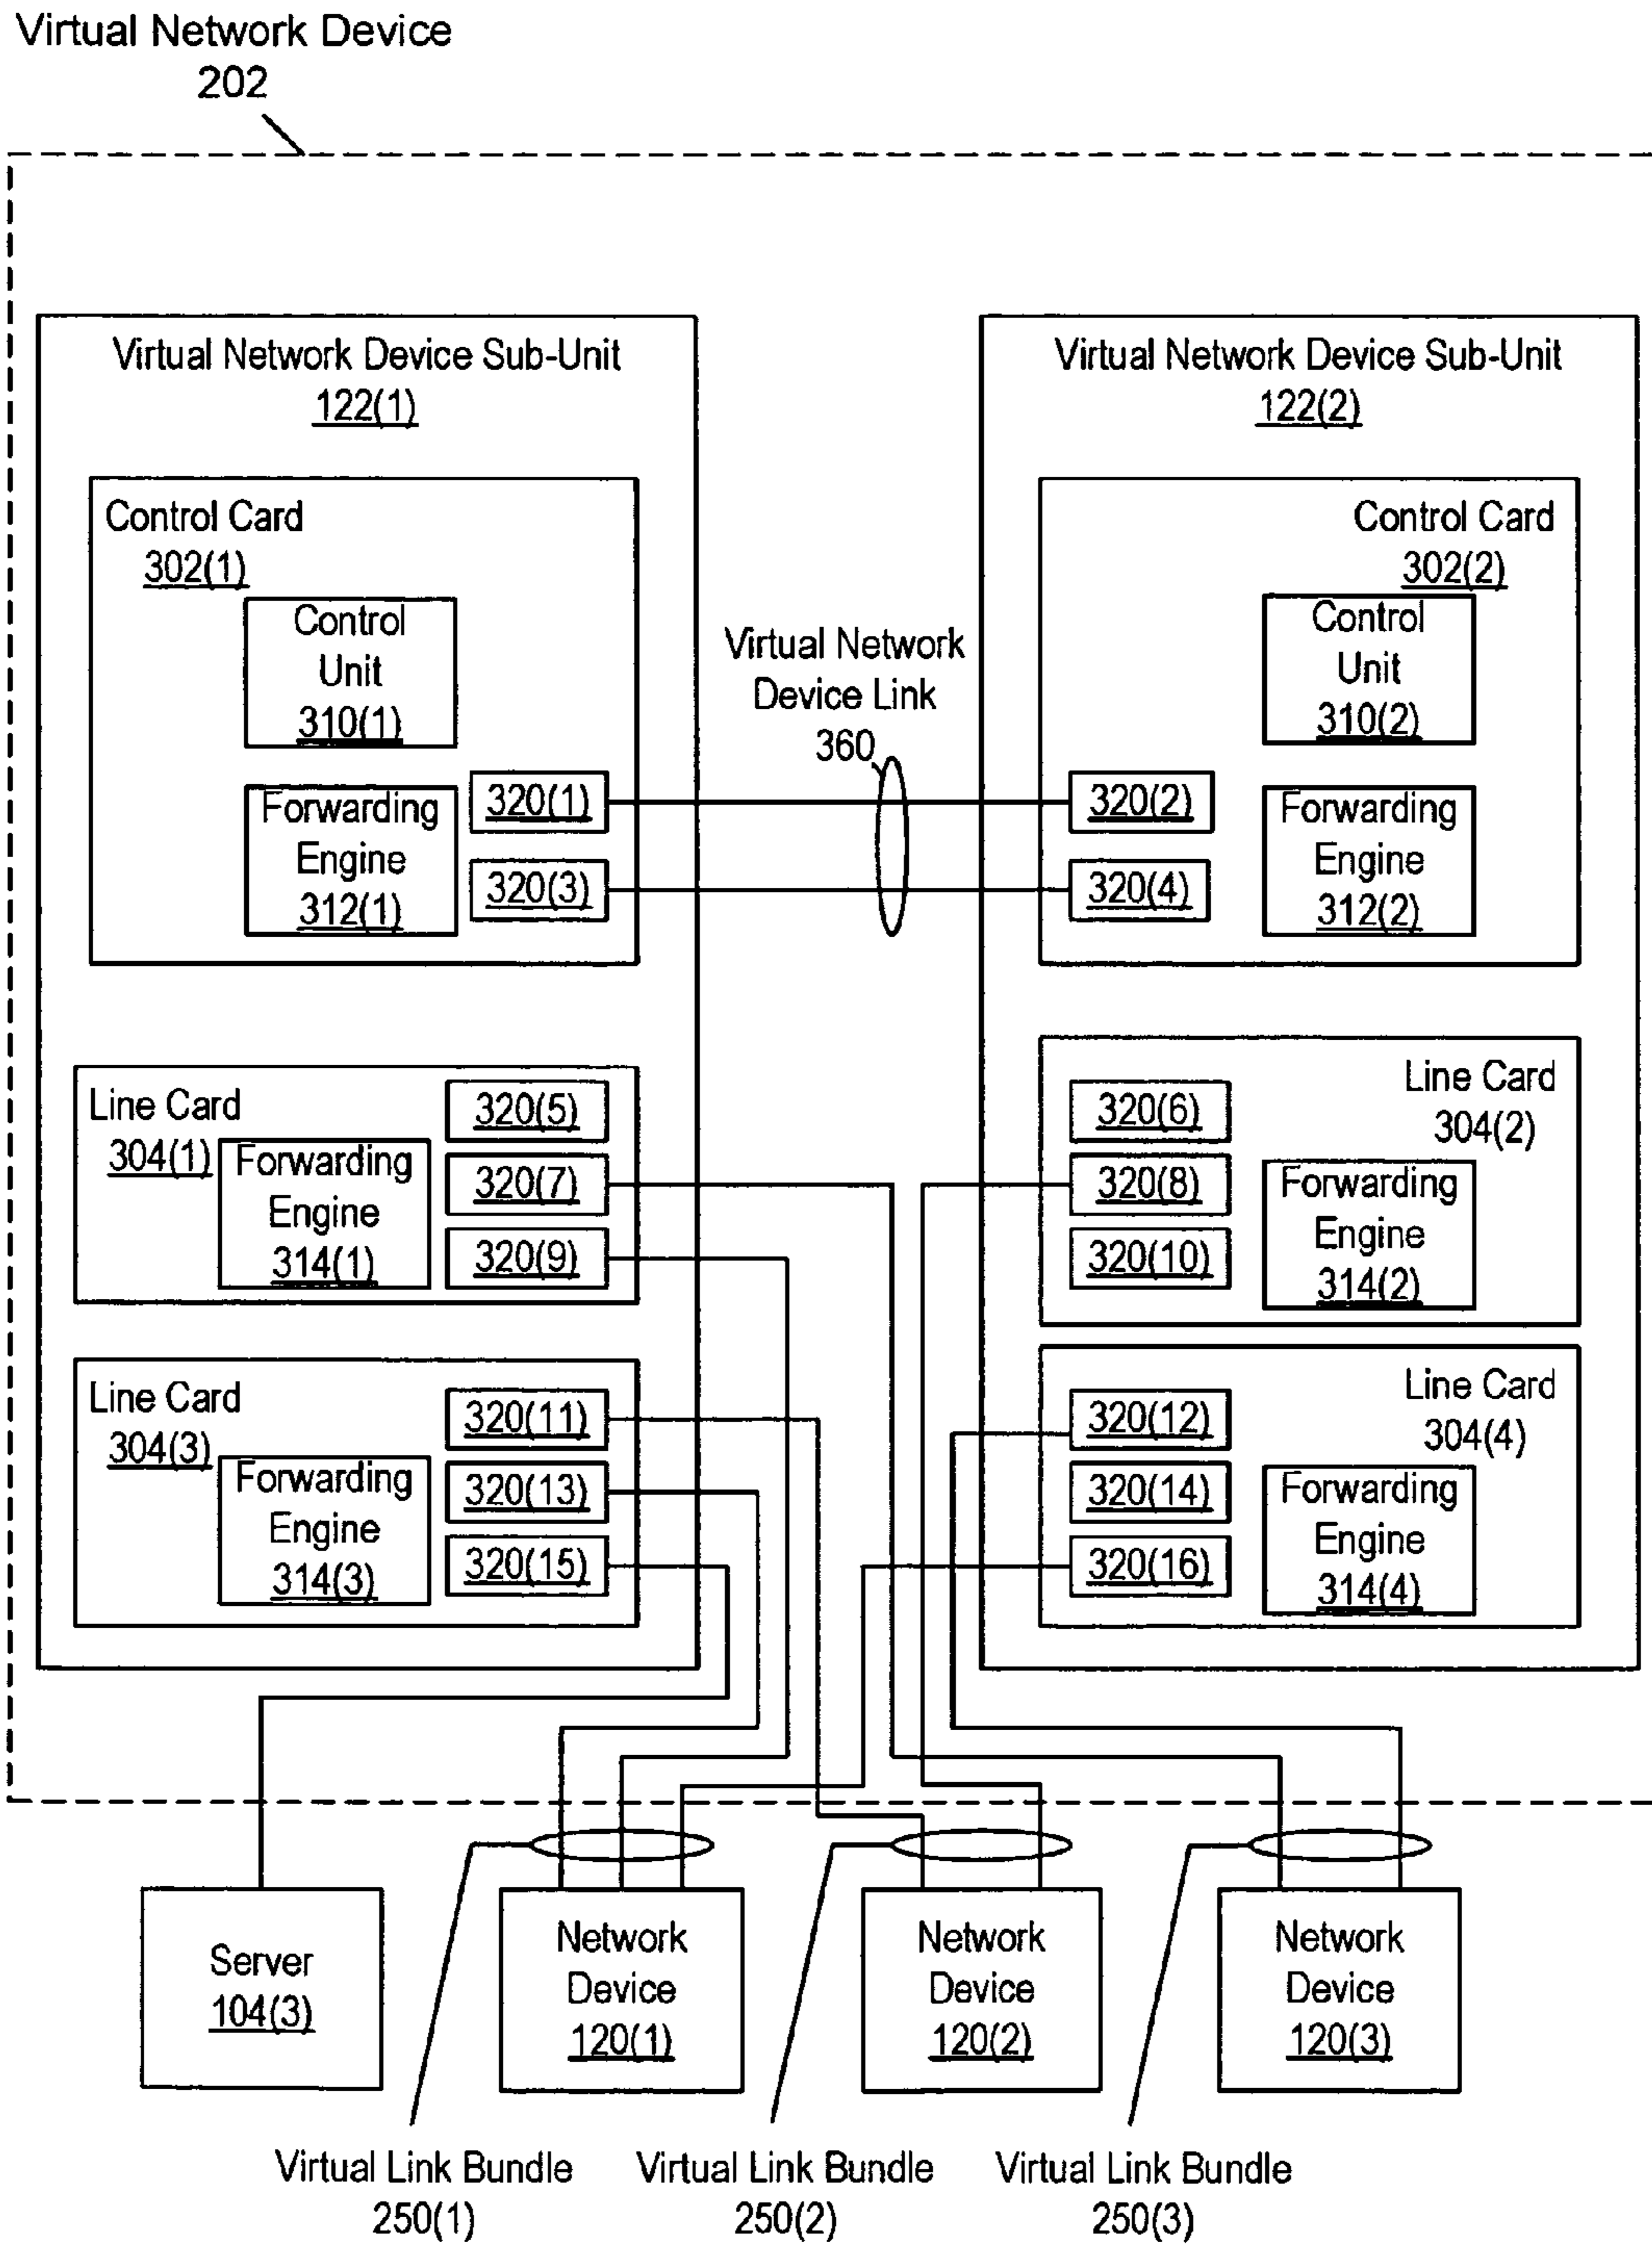 Virtual Network Device
202
Virtual Network Device Sub-Unit
122(1)
Control Card
302(1)
Control
Unit
310(1)
Forwarding
Engine
312(1)
320(1)
320(3)
Virtual Network
Device Link
360
Virtual Network Device Sub-Unit
122(2)
Control Card
302(2)
Control
Unit
310(2)
320(2)
320(4)
Forwarding
Engine
312(2)
Line Card
304(1)
Forwarding
Engine
314(1)
320(5)
320(7)
320(9)
320(6)
320(8)
320(10)
Line Card
304(2)
Forwarding
Engine
314(2)
Line Card
304(3)
Forwarding
Engine
314(3)
320(11)
320(13)
320(15)
320(12)
320(14)
320(16)
Line Card
304(4)
Forwarding
Engine
314(4)
Server
104(3)
Network
Device
120(1)
Network
Device
120(2)
Network
Device
120(3)
Virtual Link Bundle
250(1)
Virtual Link Bundle
250(2)
Virtual Link Bundle
250(3)